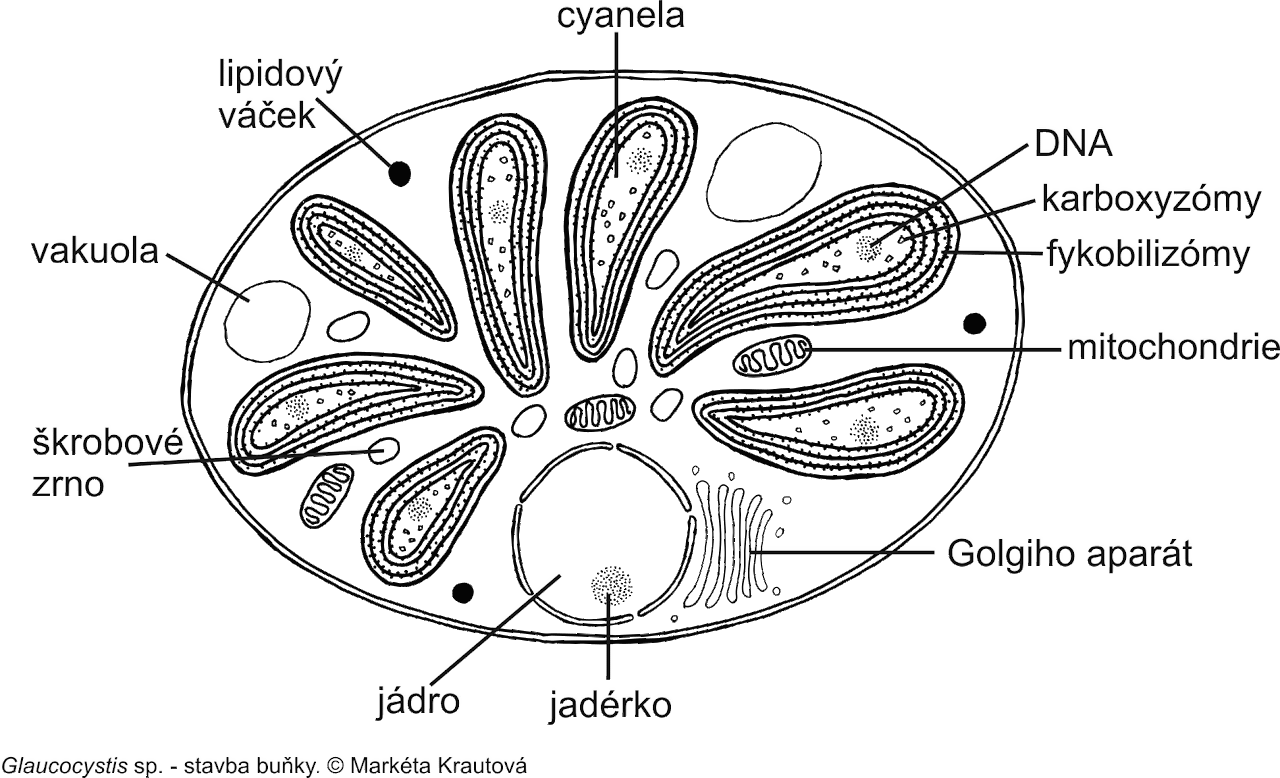 cyanela
lipidový
váček
DNA
karboxyzómy
vakuola
fykobilizómy
mitochondrie
škrobové
zrno
Golgiho aparát
jádro
jadérko
Glaucocystis sp. - stavba buňky. © Markéta Krautová